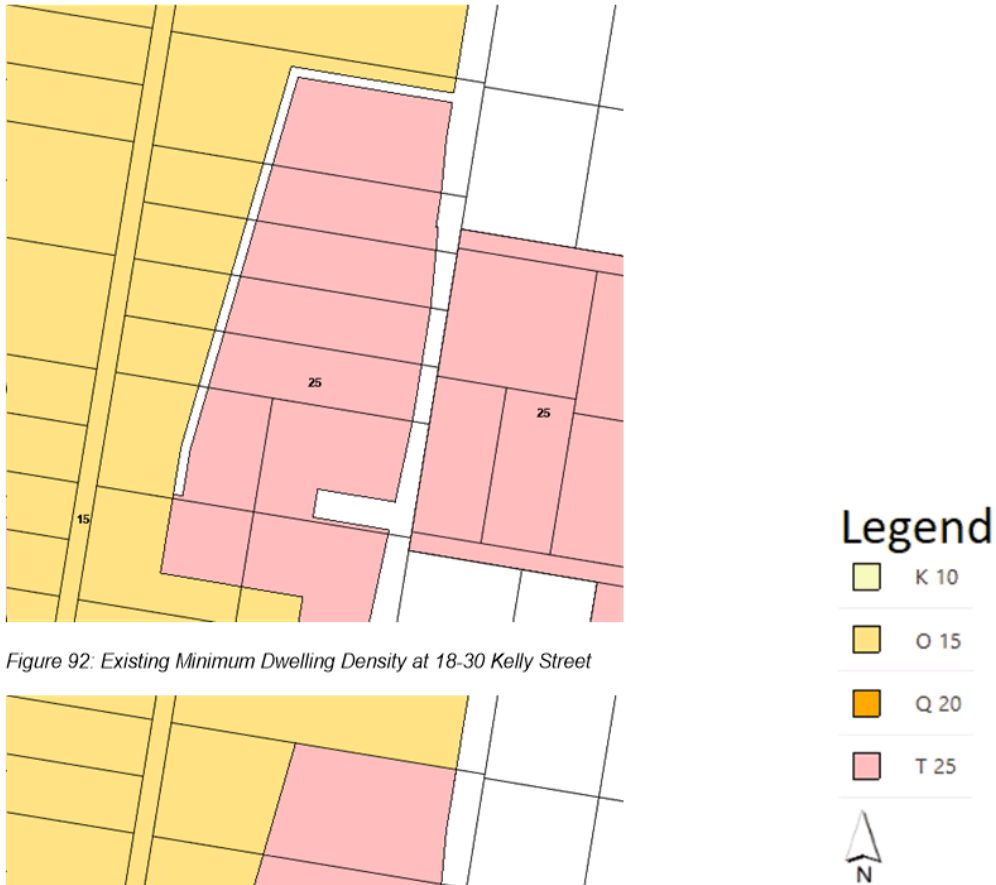 25
25
15
Figure 92: Existing Minimum Dwelling Density at 18-30 Kelly Street
Legend
K 10
O 15
Q 20
T 25
N